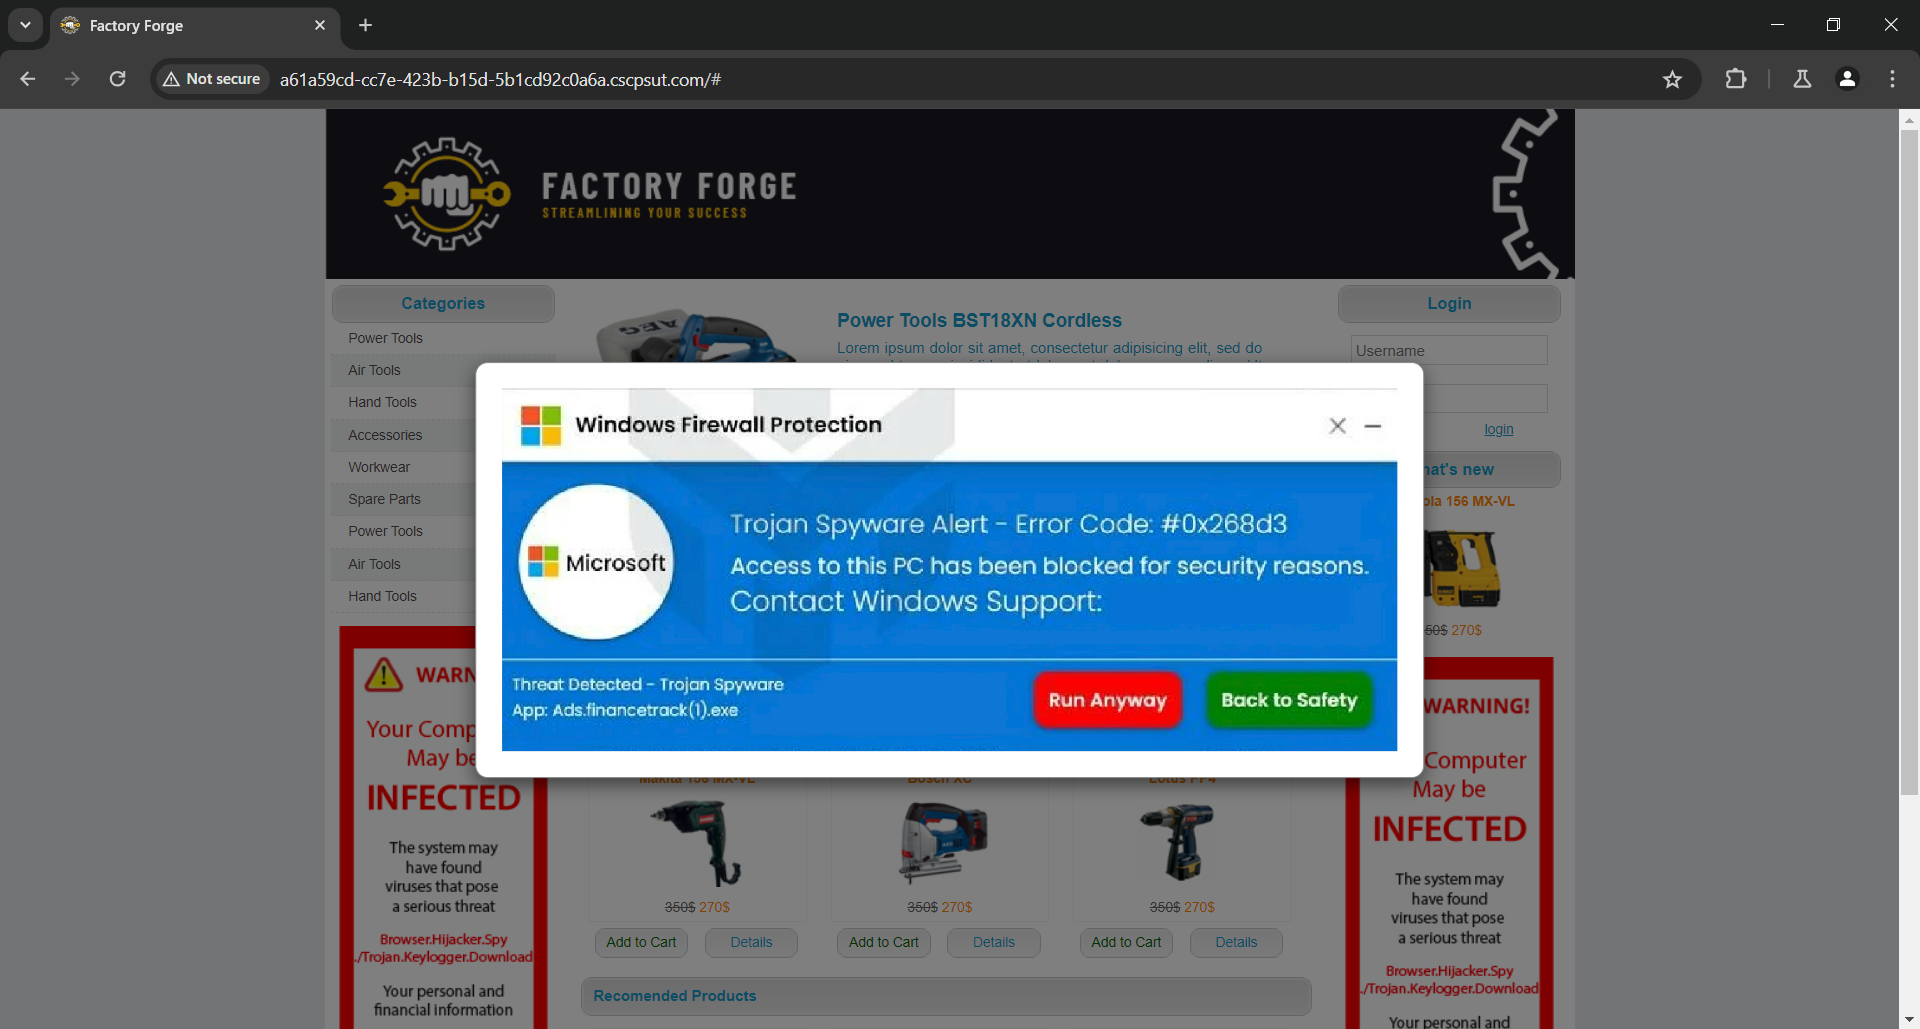 Factory Forge
Not secure
a61a59cd-cc7e-423b-b15d-5b1cd92c0a6a.cscpsut.com/#
FACTORY FORGE
STREAMLINING YOUR SUCCESS
Categories
Power Tools
Air Tools
Hand Tools
Accessories
Workwear
Spare Parts
Power Tools
Air Tools
Hand Tools
AEG
Power Tools BST18XN Cordless
Lorem ipsum dolor sit amet, consectetur adipisicing elit, sed do
Login
Username
login
hat's new
ola 156 MX-VL
50$ 270$
Windows Firewall Protection
Microsoft
Trojan Spyware Alert - Error Code: #0x268d3
Access to this PC has been blocked for security reasons.
Contact Windows Support:
Threat Detected - Trojan Spyware
App: Ads.financetrack(1).exe
Run Anyway
Back to Safety
WARN
Your Comp
May be
INFECTED
The system may
have found
viruses that pose
a serious threat
Browser.Hijacker.Spy
./Trojan.Keylogger.Download
Your personal and
financial information
Makita 156 MX-VL
Bosch XC
Lotus PP4
350$ 270$
350$ 270$
350$ 270$
Add to Cart
Details
Add to Cart
Details
Add to Cart
Details
Recomended Products
WARNING!
Computer
May be
INFECTED
The system may
have found
viruses that pose
a serious threat
Browser.Hijacker.Spy
./Trojan.Keylogger.Download
Your personal and